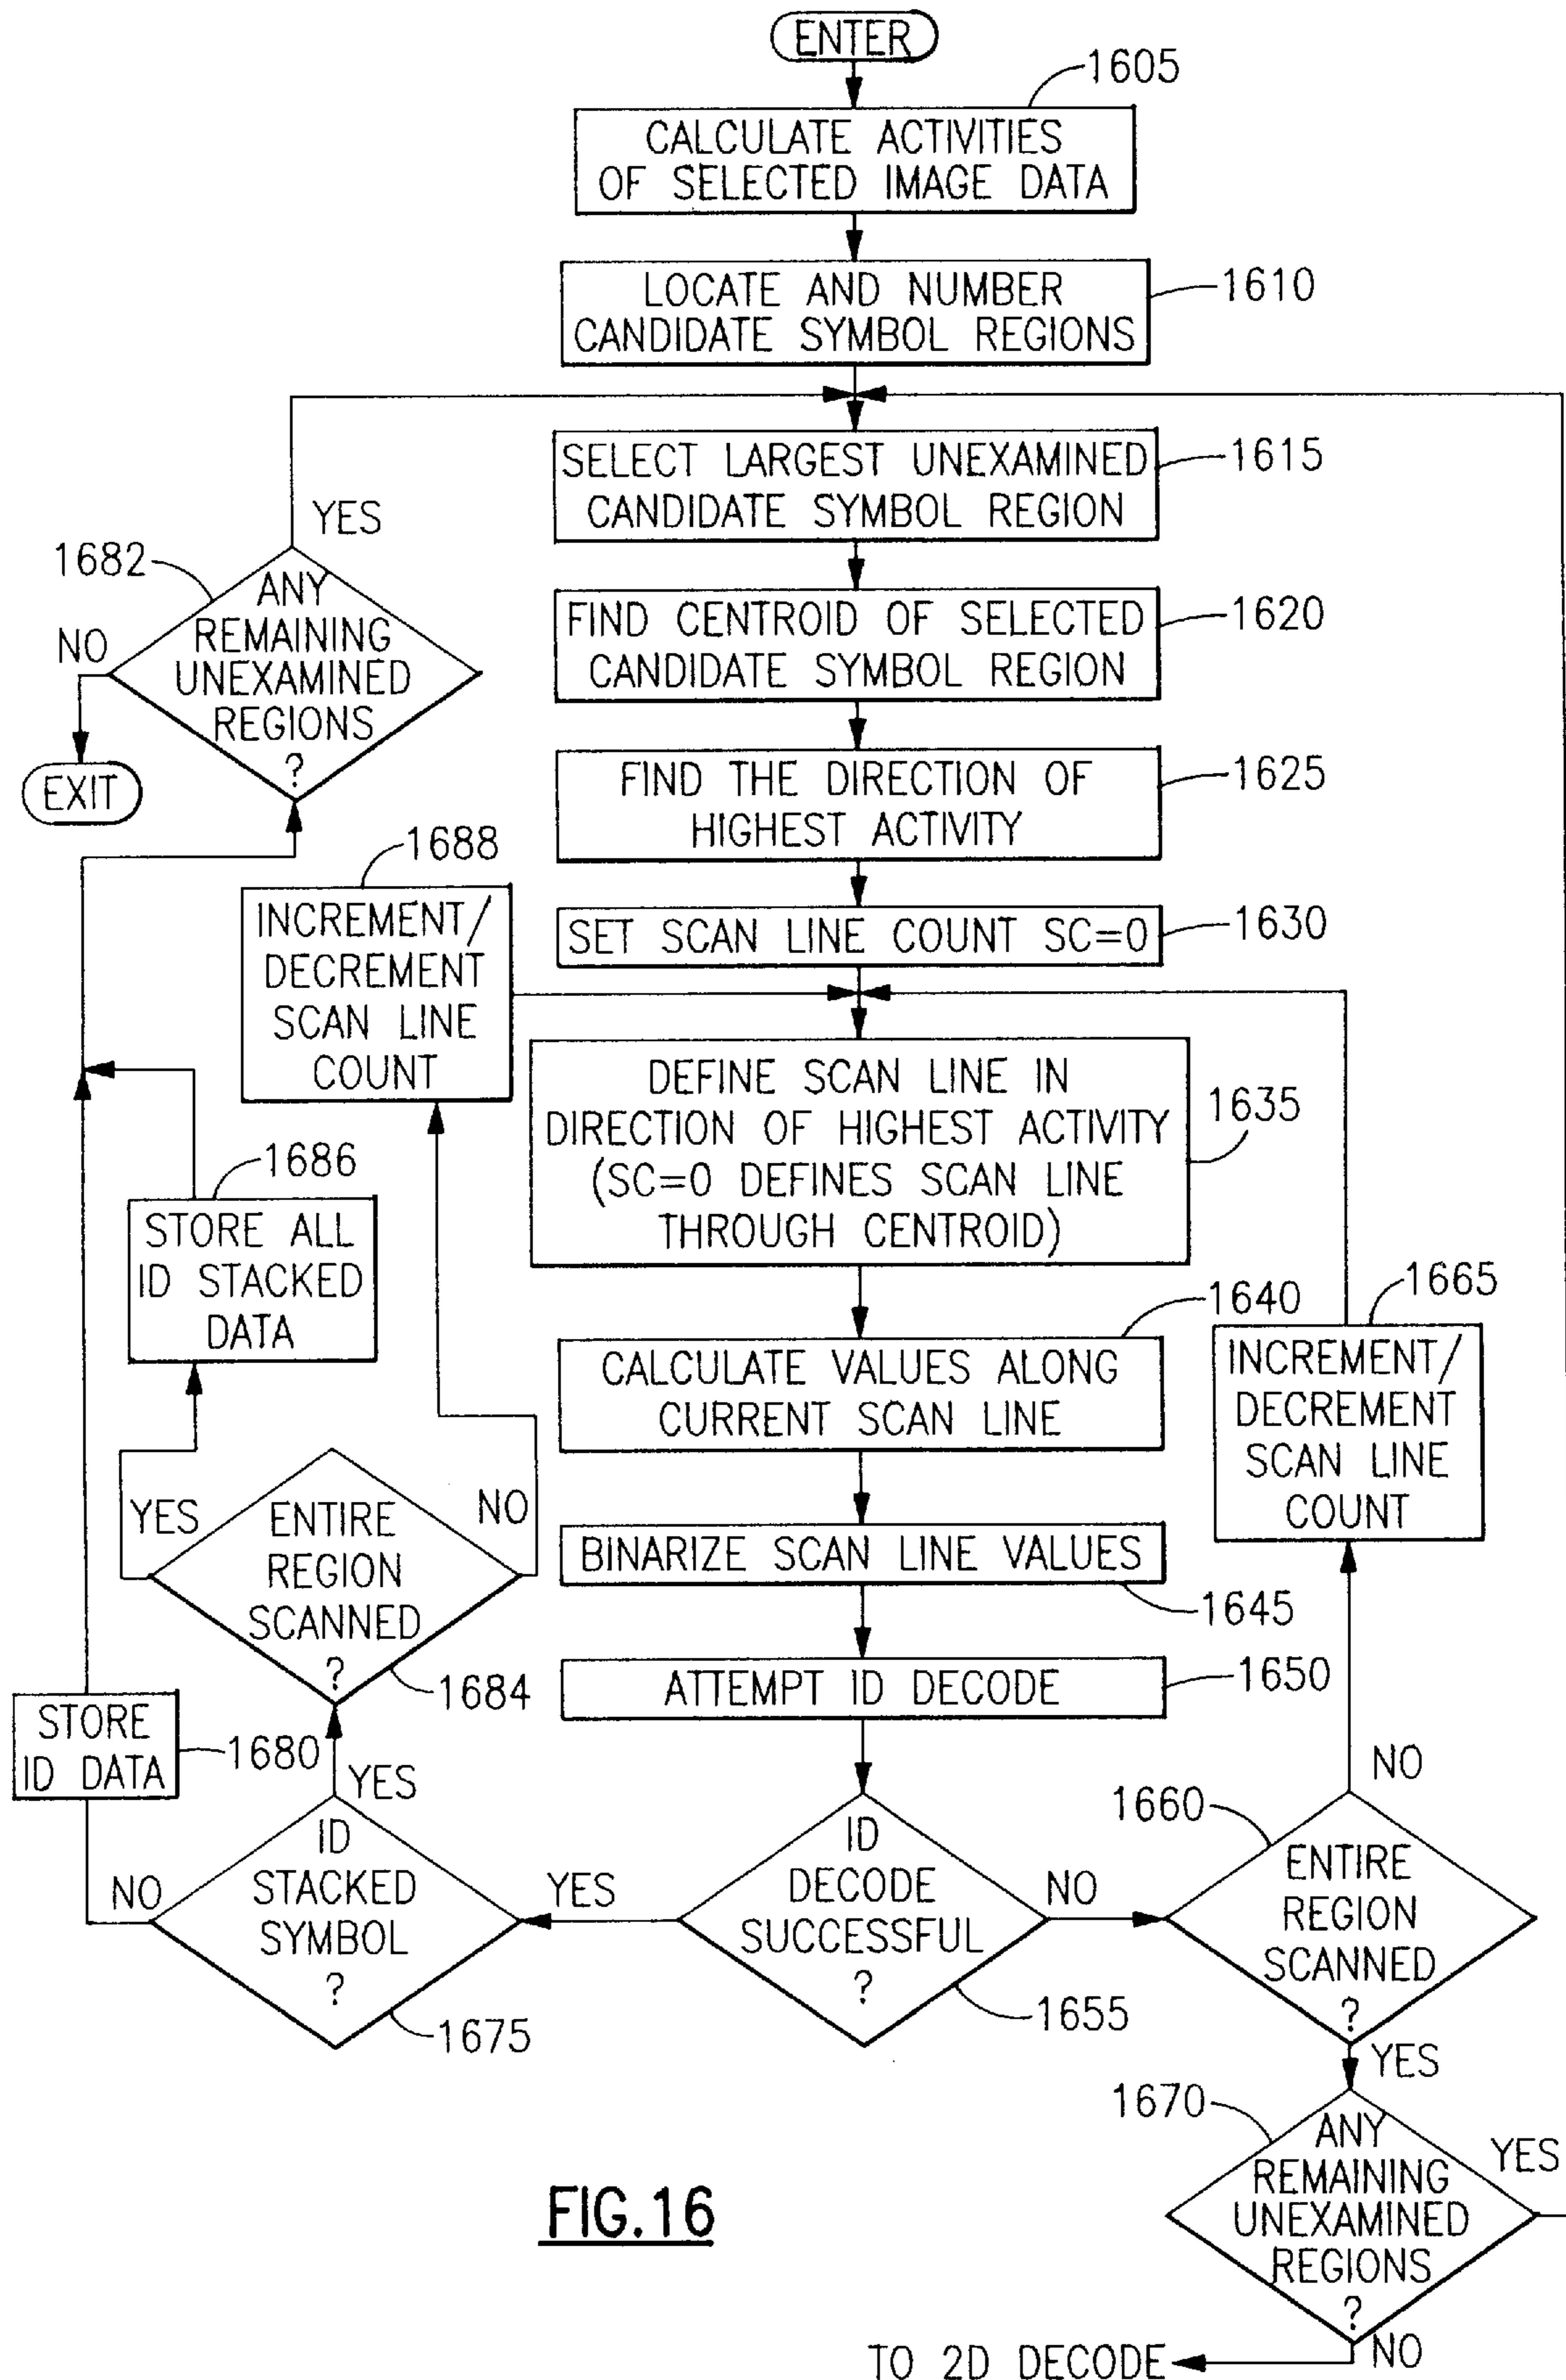 ENTER
1605
CALCULATE ACTIVITIES
OF SELECTED IMAGE DATA
LOCATE AND NUMBER
CANDIDATE SYMBOL REGIONS
1610
SELECT LARGEST UNEXAMINED
CANDIDATE SYMBOL REGION
1615
YES
1682
ANY
REMAINING
UNEXAMINED
REGIONS
?
NO
EXIT
FIND CENTROID OF SELECTED
CANDIDATE SYMBOL REGION
1620
FIND THE DIRECTION OF
HIGHEST ACTIVITY
1625
1688
INCREMENT/
DECREMENT
SCAN LINE
COUNT
SET SCAN LINE COUNT SC=0
1630
DEFINE SCAN LINE IN
DIRECTION OF HIGHEST ACTIVITY
(SC=0 DEFINES SCAN LINE
THROUGH CENTROID)
1635
1686
STORE ALL
ID STACKED
DATA
1640
CALCULATE VALUES ALONG
CURRENT SCAN LINE
1665
INCREMENT/
DECREMENT
SCAN LINE
COUNT
YES
ENTIRE
REGION
SCANNED
?
NO
1684
BINARIZE SCAN LINE VALUES
1645
ATTEMPT ID DECODE
1650
STORE
ID DATA
1680
YES
NO
ID
STACKED
SYMBOL
?
1675
YES
ID
DECODE
SUCCESSFUL
?
1655
NO
NO
1660
ENTIRE
REGION
SCANNED
?
YES
1670
ANY
REMAINING
UNEXAMINED
REGIONS
?
YES
NO
TO 2D DECODE
FIG.16